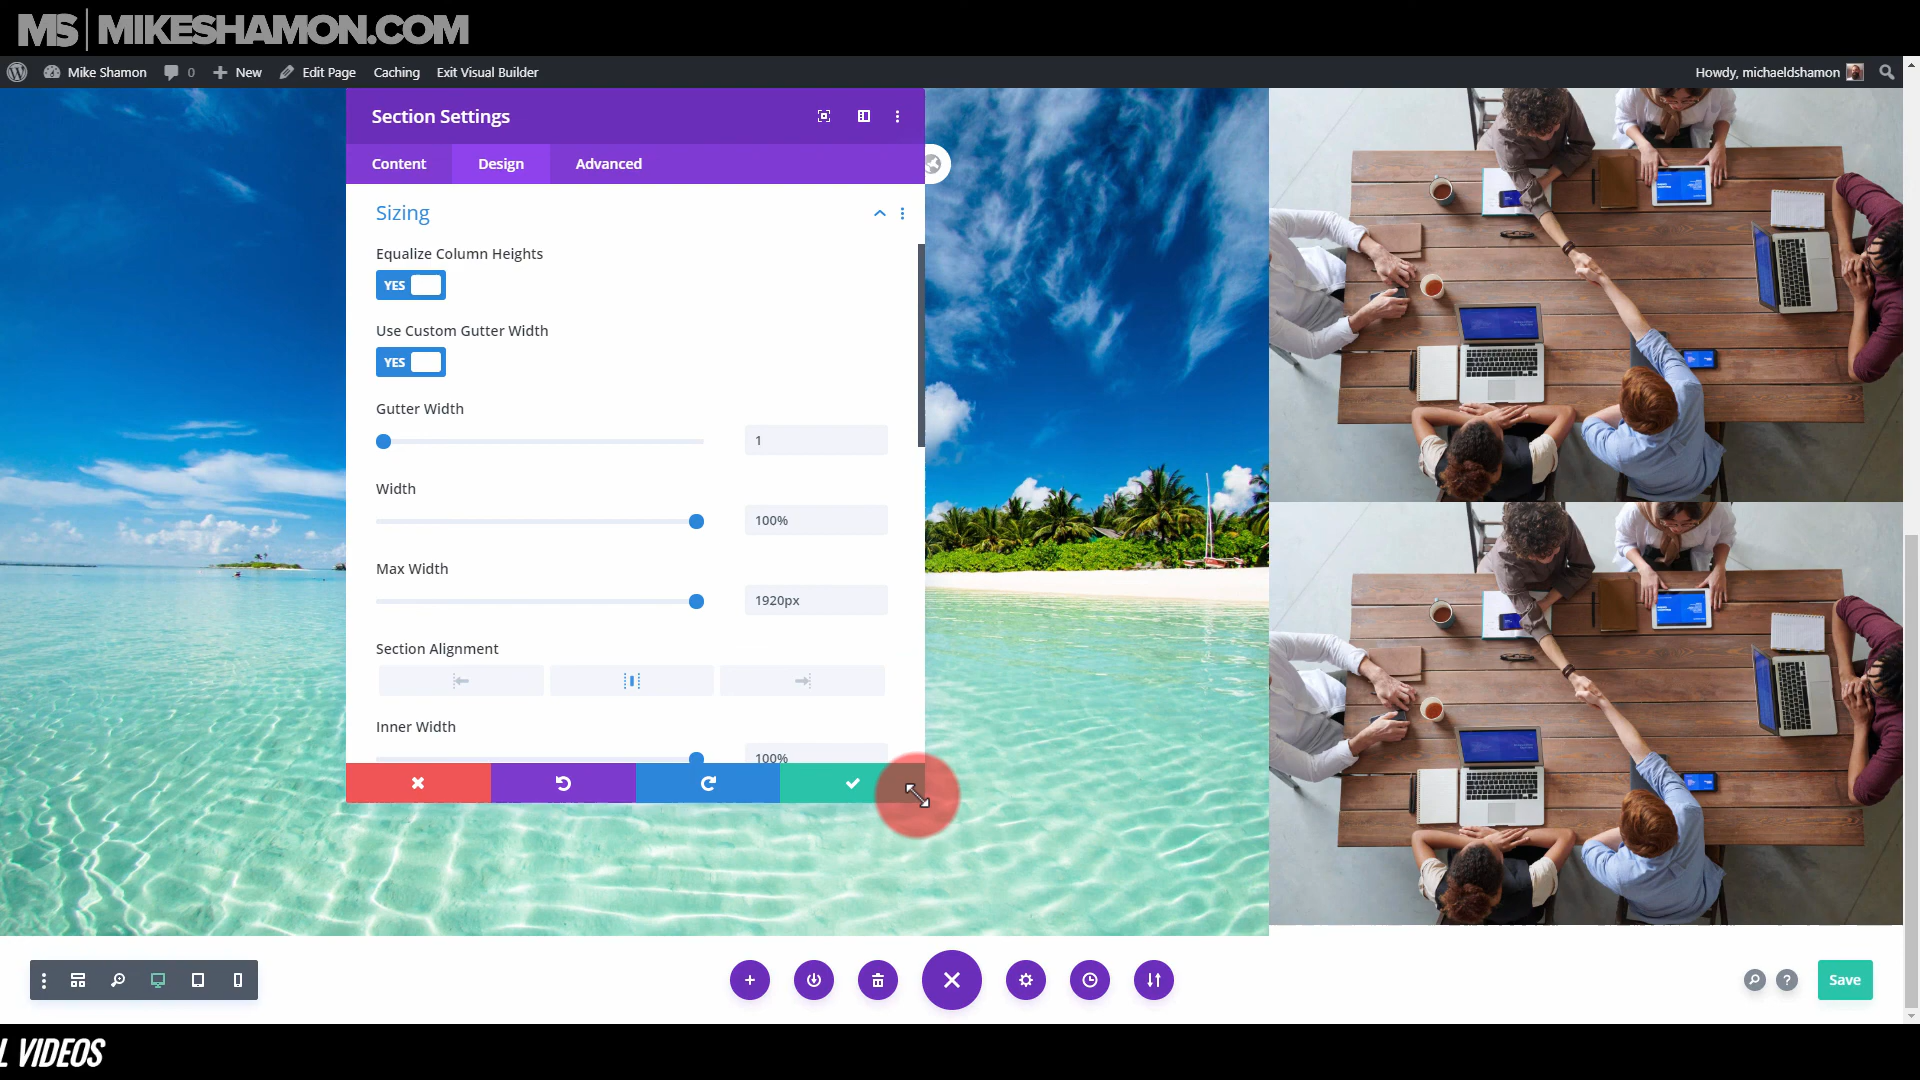 MS | MIKESHAMON.COM
Mike Shamon 0 New Edit Page Caching Exit Visual Builder Howdy, michaeldshamon
Section Settings
Content Design Advanced
Sizing
Equalize Column Heights
YES
Use Custom Gutter Width
YES
Gutter Width
1
Width
100%
Max Width
1920px
Section Alignment
Inner Width
100%
? Save
L VIDEOS